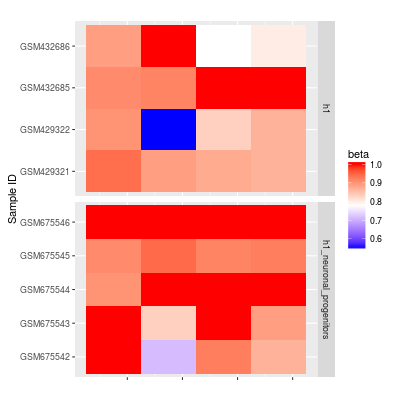 GSM432686
GSM432685
GSM429322
GSM429321
h1
GSM675546
GSM675545
GSM675544
GSM675543
GSM675542
h1_neuronal_progenitors
Sample ID
beta
1.0
0.9
0.8
0.7
0.6